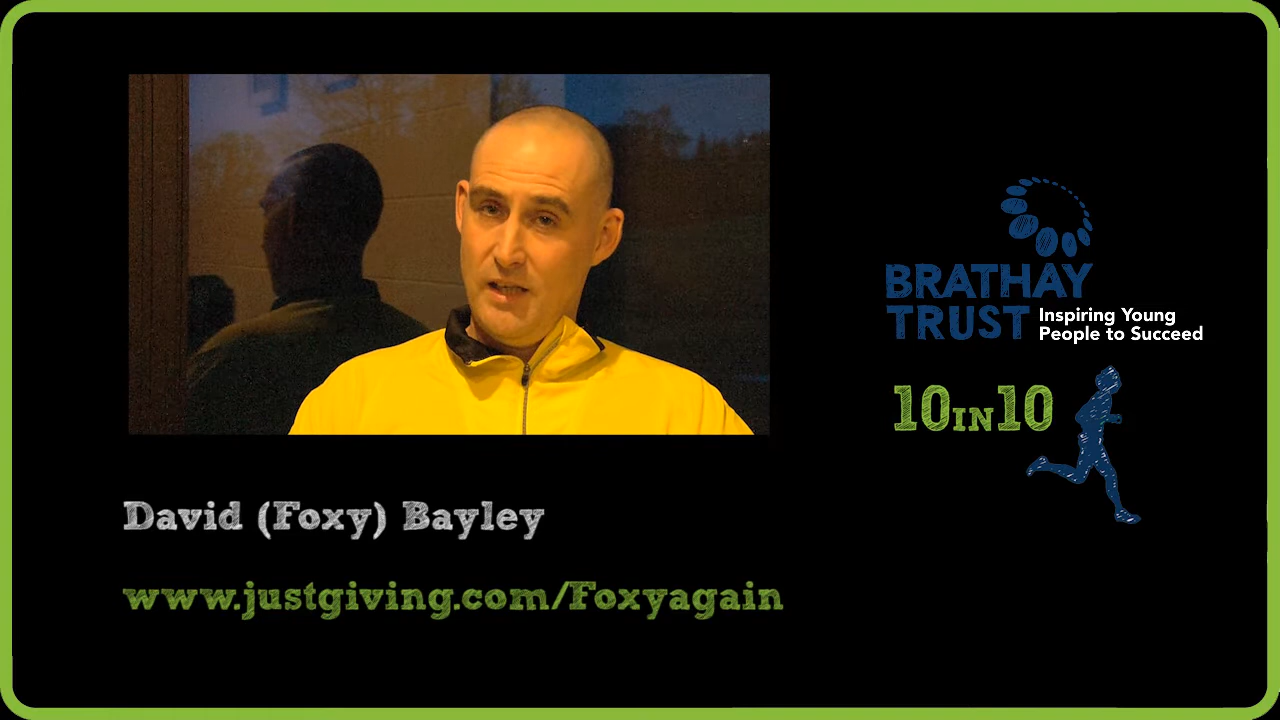 BRATHAY
TRUST
Inspiring Young
People to Succeed
10IN10
David (Foxy) Bayley
www.justgiving.com/Foxyagain